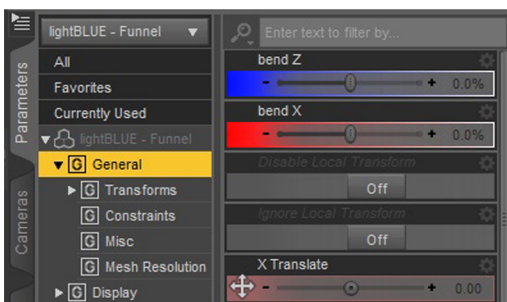 lightBLUE - Funnel
Enter text to filter by...
Parameters
Cameras
All
Favorites
Currently Used
lightBLUE - Funnel
G General
G Transforms
G Constraints
G Misc
G Mesh Resolution
G Display
bend Z
- + 0.0%
bend X
- + 0.0%
Disable Local Transform
Off
Ignore Local Transform
Off
X Translate
- + 0.00